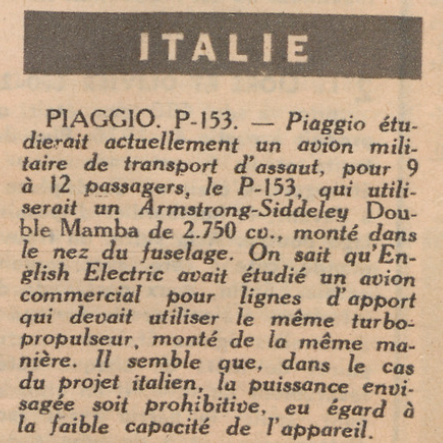 ITALIE
PIAGGIO. P-153. — Piaggio étu-
dierait actuellement un avion mili-
taire de transport d'assaut, pour 9
à 12 passagers, le P-153, qui utili-
serait un Armstrong-Siddeley Dou-
ble Mamba de 2.750 cv., monté dans
le nez du fuselage. On sait qu'En-
glish Electric avait étudié un avion
commercial pour lignes d'apport
qui devait utiliser le même turbo-
propulseur, monté de la même ma-
nière. Il semble que, dans le cas
du projet italien, la puissance envi-
sagée soit prohibitive, eu égard à
la faible capacité de l'appareil.